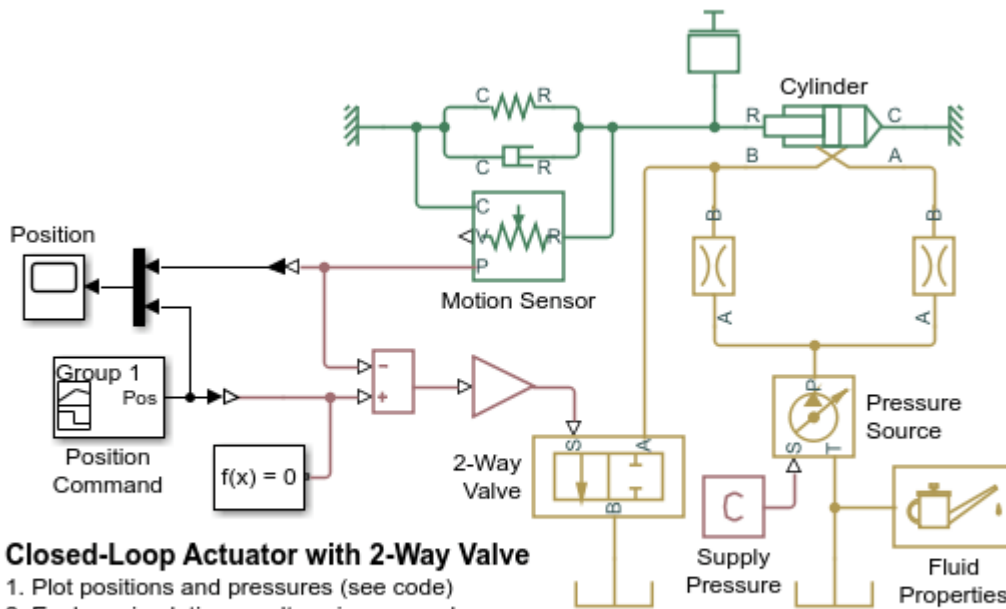 Cylinder
C
R
R
C
B
A
C
R
C
V
R
P
B
B
Position
Motion Sensor
A
A
Group 1
Pos
-
+
P
Pressure
Source
S
T
Position
Command
f(x) = 0
2-Way
Valve
S
A
B
C
Supply
Pressure
Fluid
Properties
Closed-Loop Actuator with 2-Way Valve
1. Plot positions and pressures (see code)